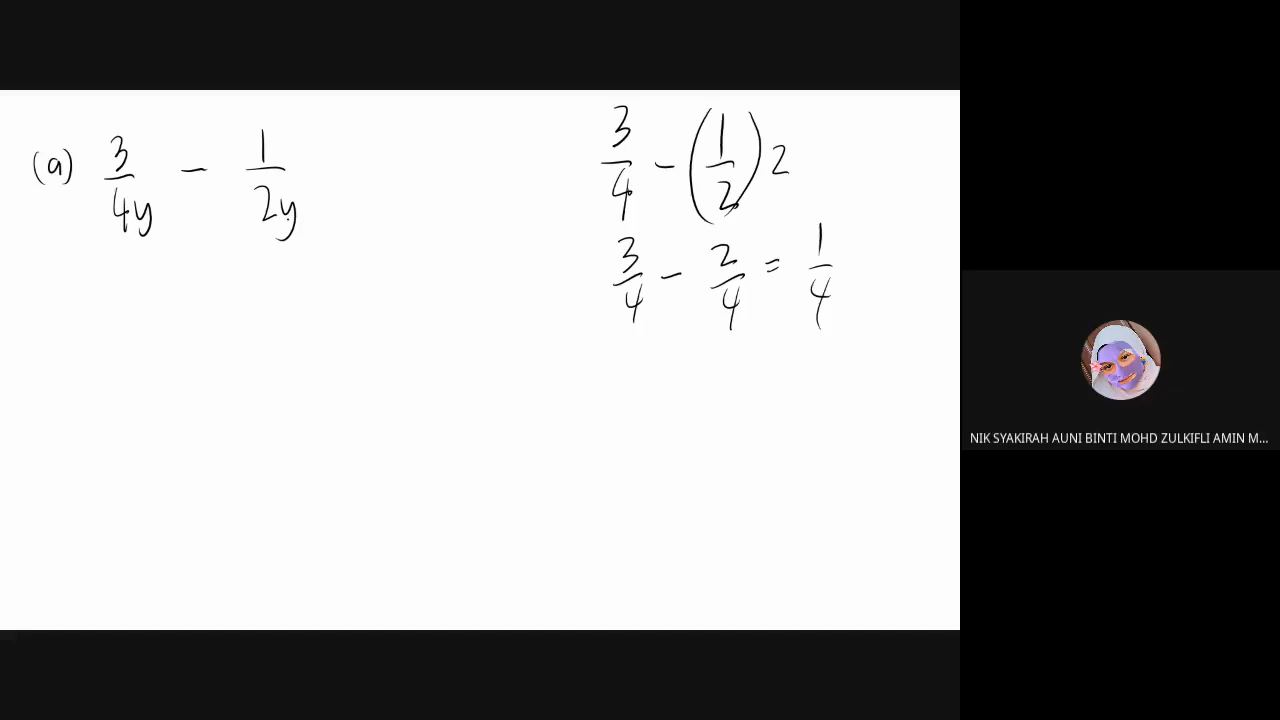 (a) 3/4y - 1/2y
3/4 - (1/2)2
3/4 - 2/4 = 1/4
NIK SYAKIRAH AUNI BINTI MOHD ZULKIFLI AMIN M...